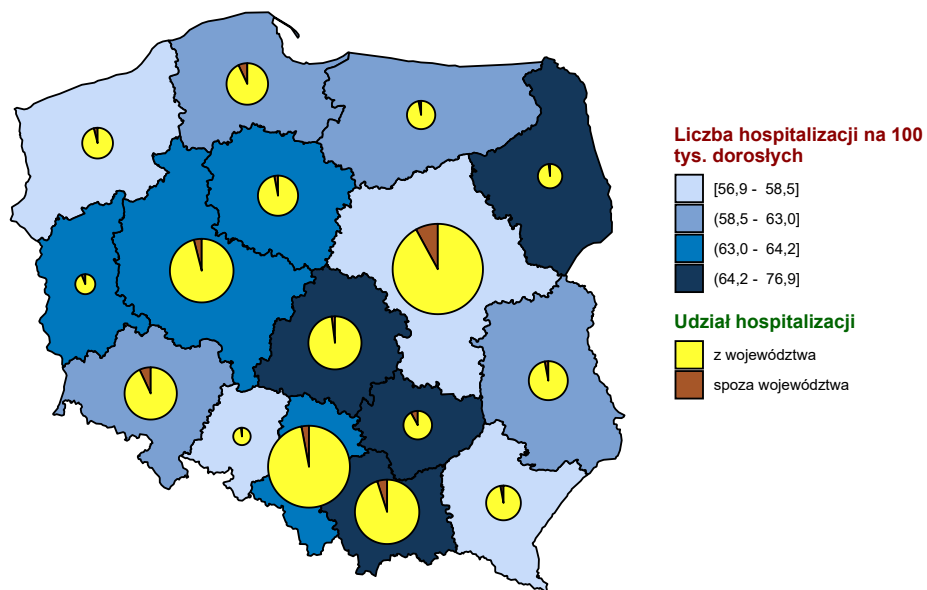 Liczba hospitalizacji na 100
tys. dorosłych
[56,9 - 58,5]
(58,5 - 63,0]
(63,0 - 64,2]
(64,2 - 76,9]
Udział hospitalizacji
z województwa
spoza województwa